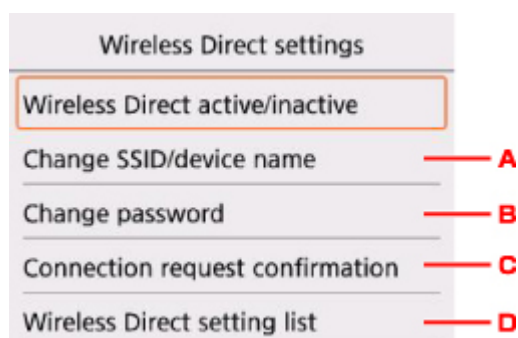 Wireless Direct settings
Wireless Direct active/inactive
Change SSID/device name A
Change password B
Connection request confirmation C
Wireless Direct setting list D